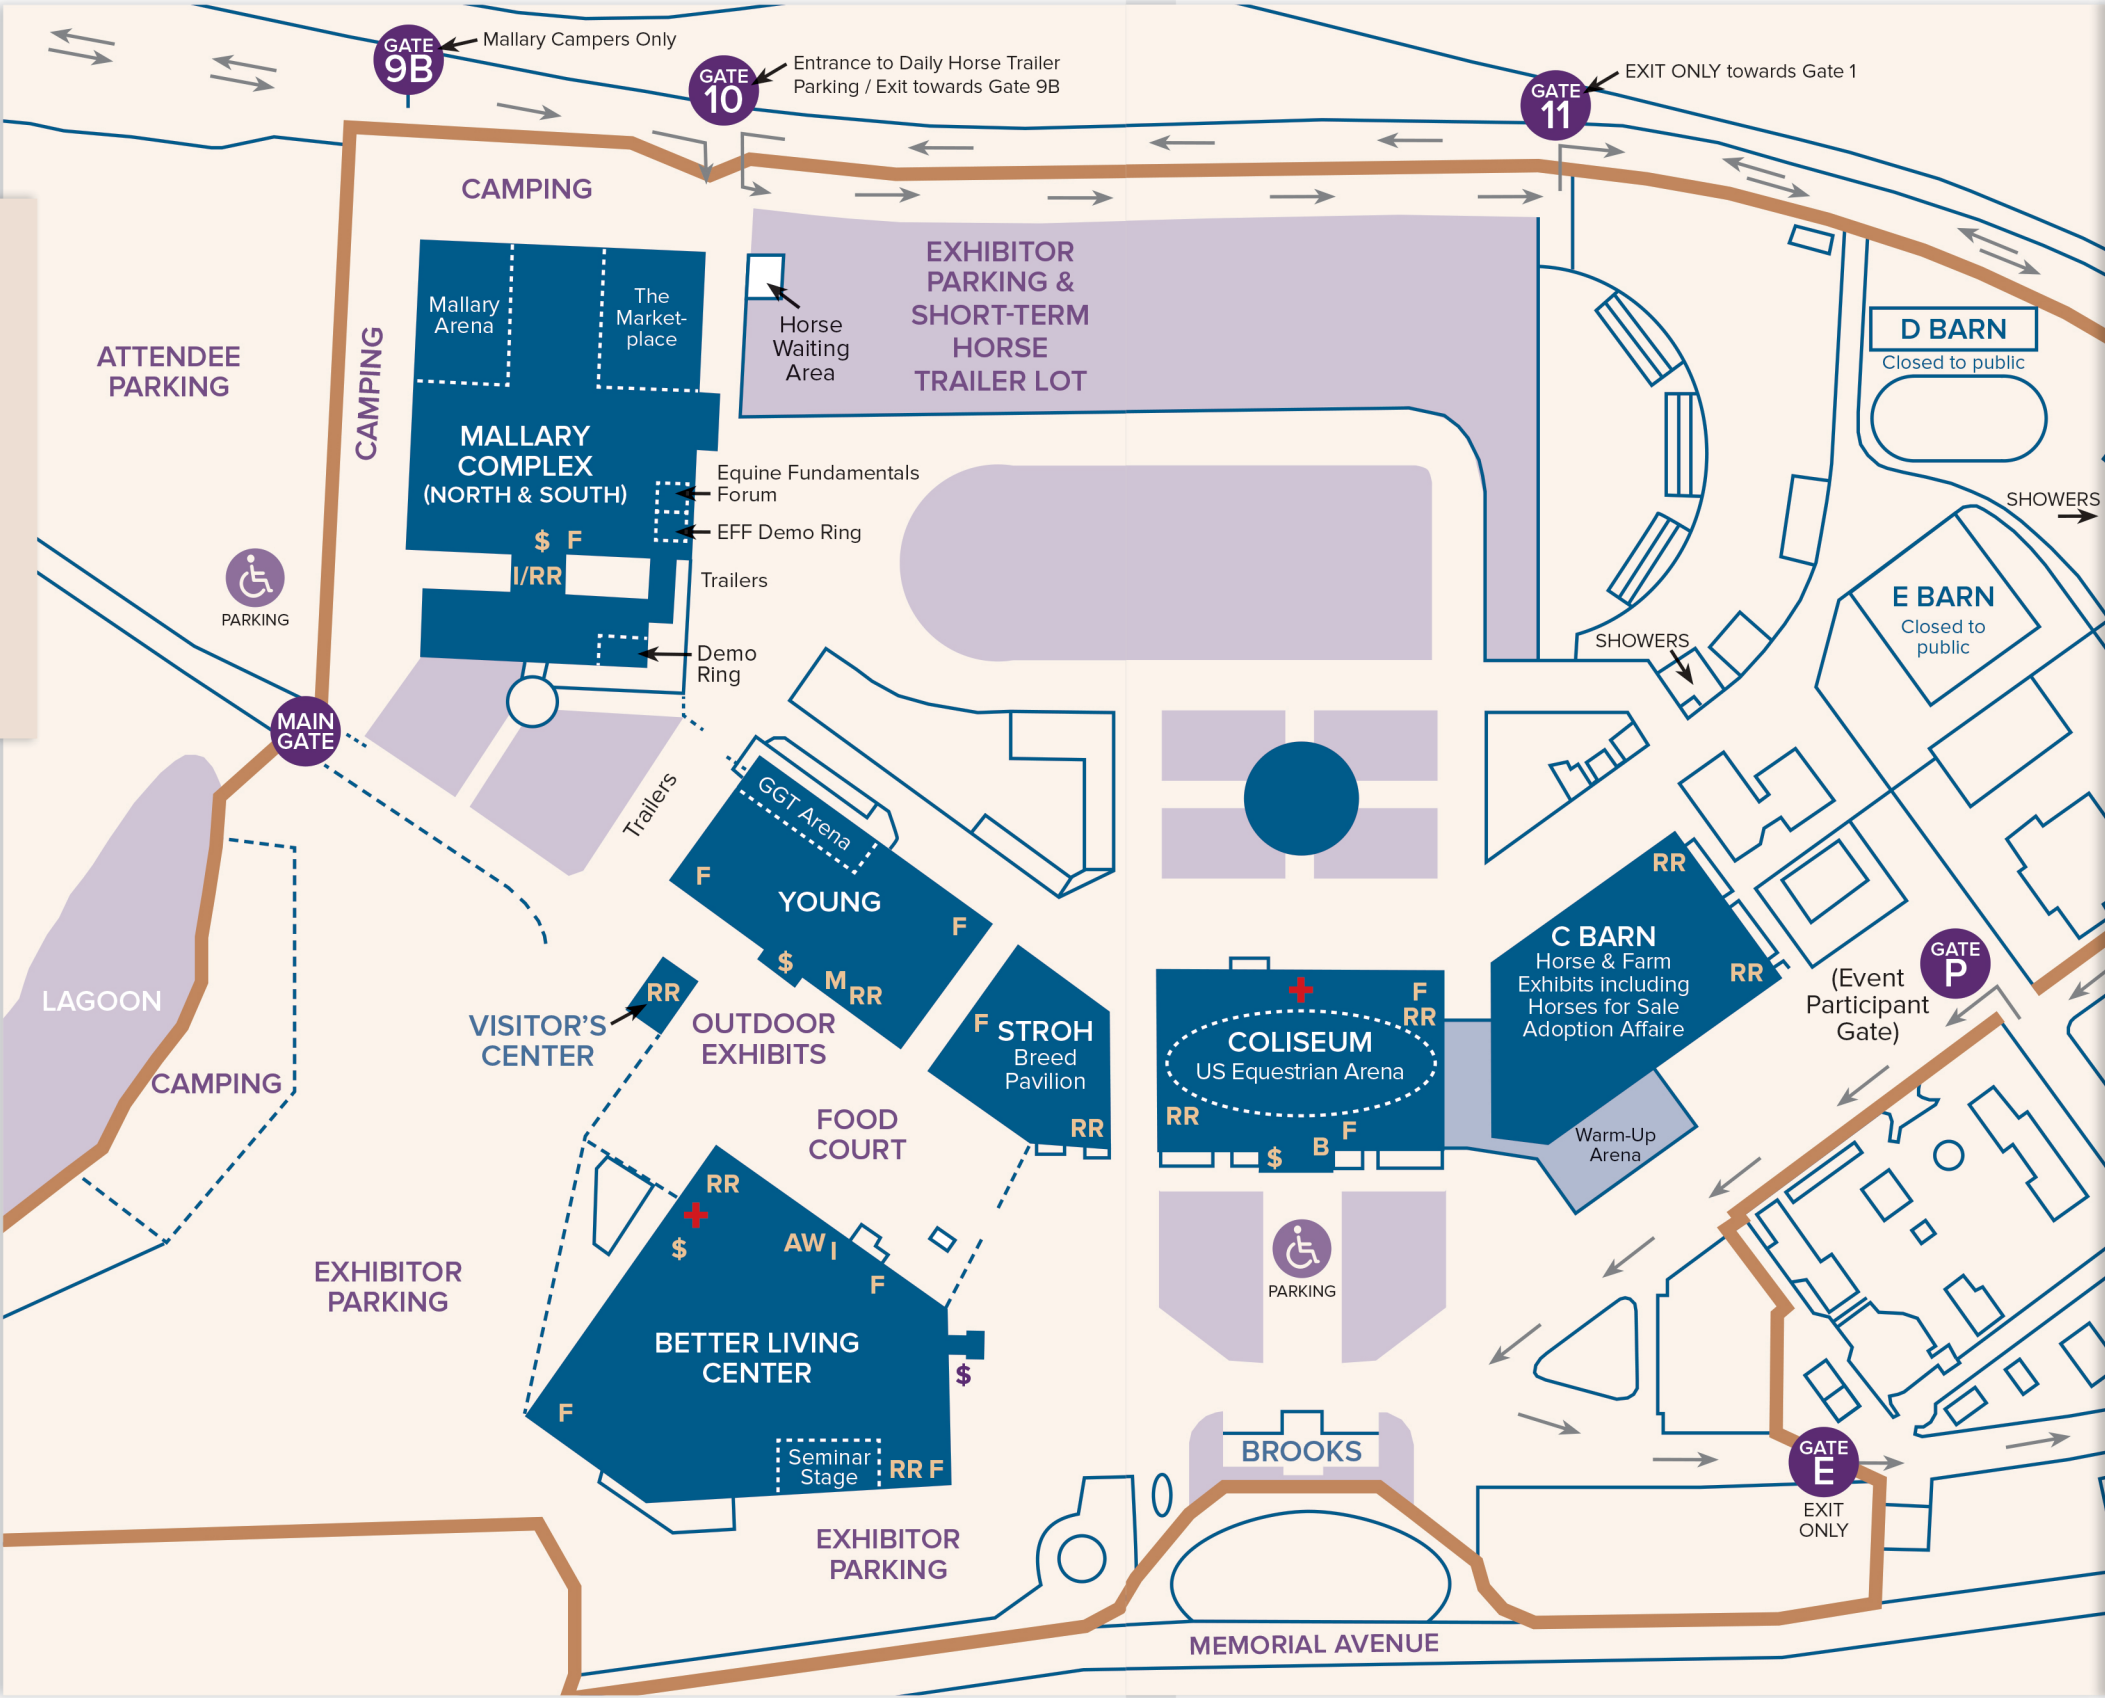 GATE
9B
Mallary Campers Only
GATE
10
Entrance to Daily Horse Trailer
Parking / Exit towards Gate 9B
GATE
11
EXIT ONLY towards Gate 1
CAMPING
CAMPING
ATTENDEE
PARKING
Mallary
Arena
The
Market-
place
Horse
Waiting
Area
EXHIBITOR
PARKING &
SHORT-TERM
HORSE
TRAILER LOT
D BARN
Closed to public
SHOWERS
MALLARY
COMPLEX
(NORTH & SOUTH)
$ F
I/RR
Equine Fundamentals
Forum
EFF Demo Ring
Trailers
Demo
Ring
PARKING
E BARN
Closed to
public
SHOWERS
MAIN
GATE
Trailers
GGT Arena
F
YOUNG
F
$
M
RR
RR
C BARN
Horse & Farm
Exhibits including
Horses for Sale
Adoption Affaire
RR
GATE
P
(Event
Participant
Gate)
LAGOON
RR
VISITOR'S
CENTER
OUTDOOR
EXHIBITS
F
STROH
Breed
Pavilion
RR
F
RR
COLISEUM
US Equestrian Arena
RR
F
B
$
Warm-Up
Arena
CAMPING
FOOD
COURT
RR
$
AW I
F
PARKING
EXHIBITOR
PARKING
BETTER LIVING
CENTER
$
F
Seminar
Stage
RR F
BROOKS
GATE
E
EXIT
ONLY
EXHIBITOR
PARKING
MEMORIAL AVENUE